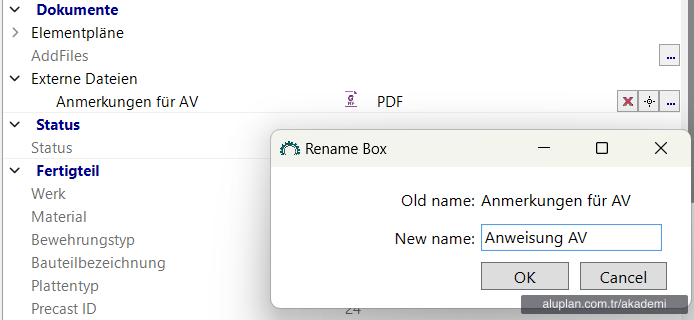 Dokumente
Elementpläne
AddFiles
...
Externe Dateien
Anmerkungen für AV PDF ...
Status
Status
Rename Box
Fertigteil
Werk
Old name: Anmerkungen für AV
Material
Bewehrungstyp
New name: Anweisung AV
Bauteilbezeichnung
Plattentyp
OK Cancel
Precast ID 24
aluplan.com.tr/akademi